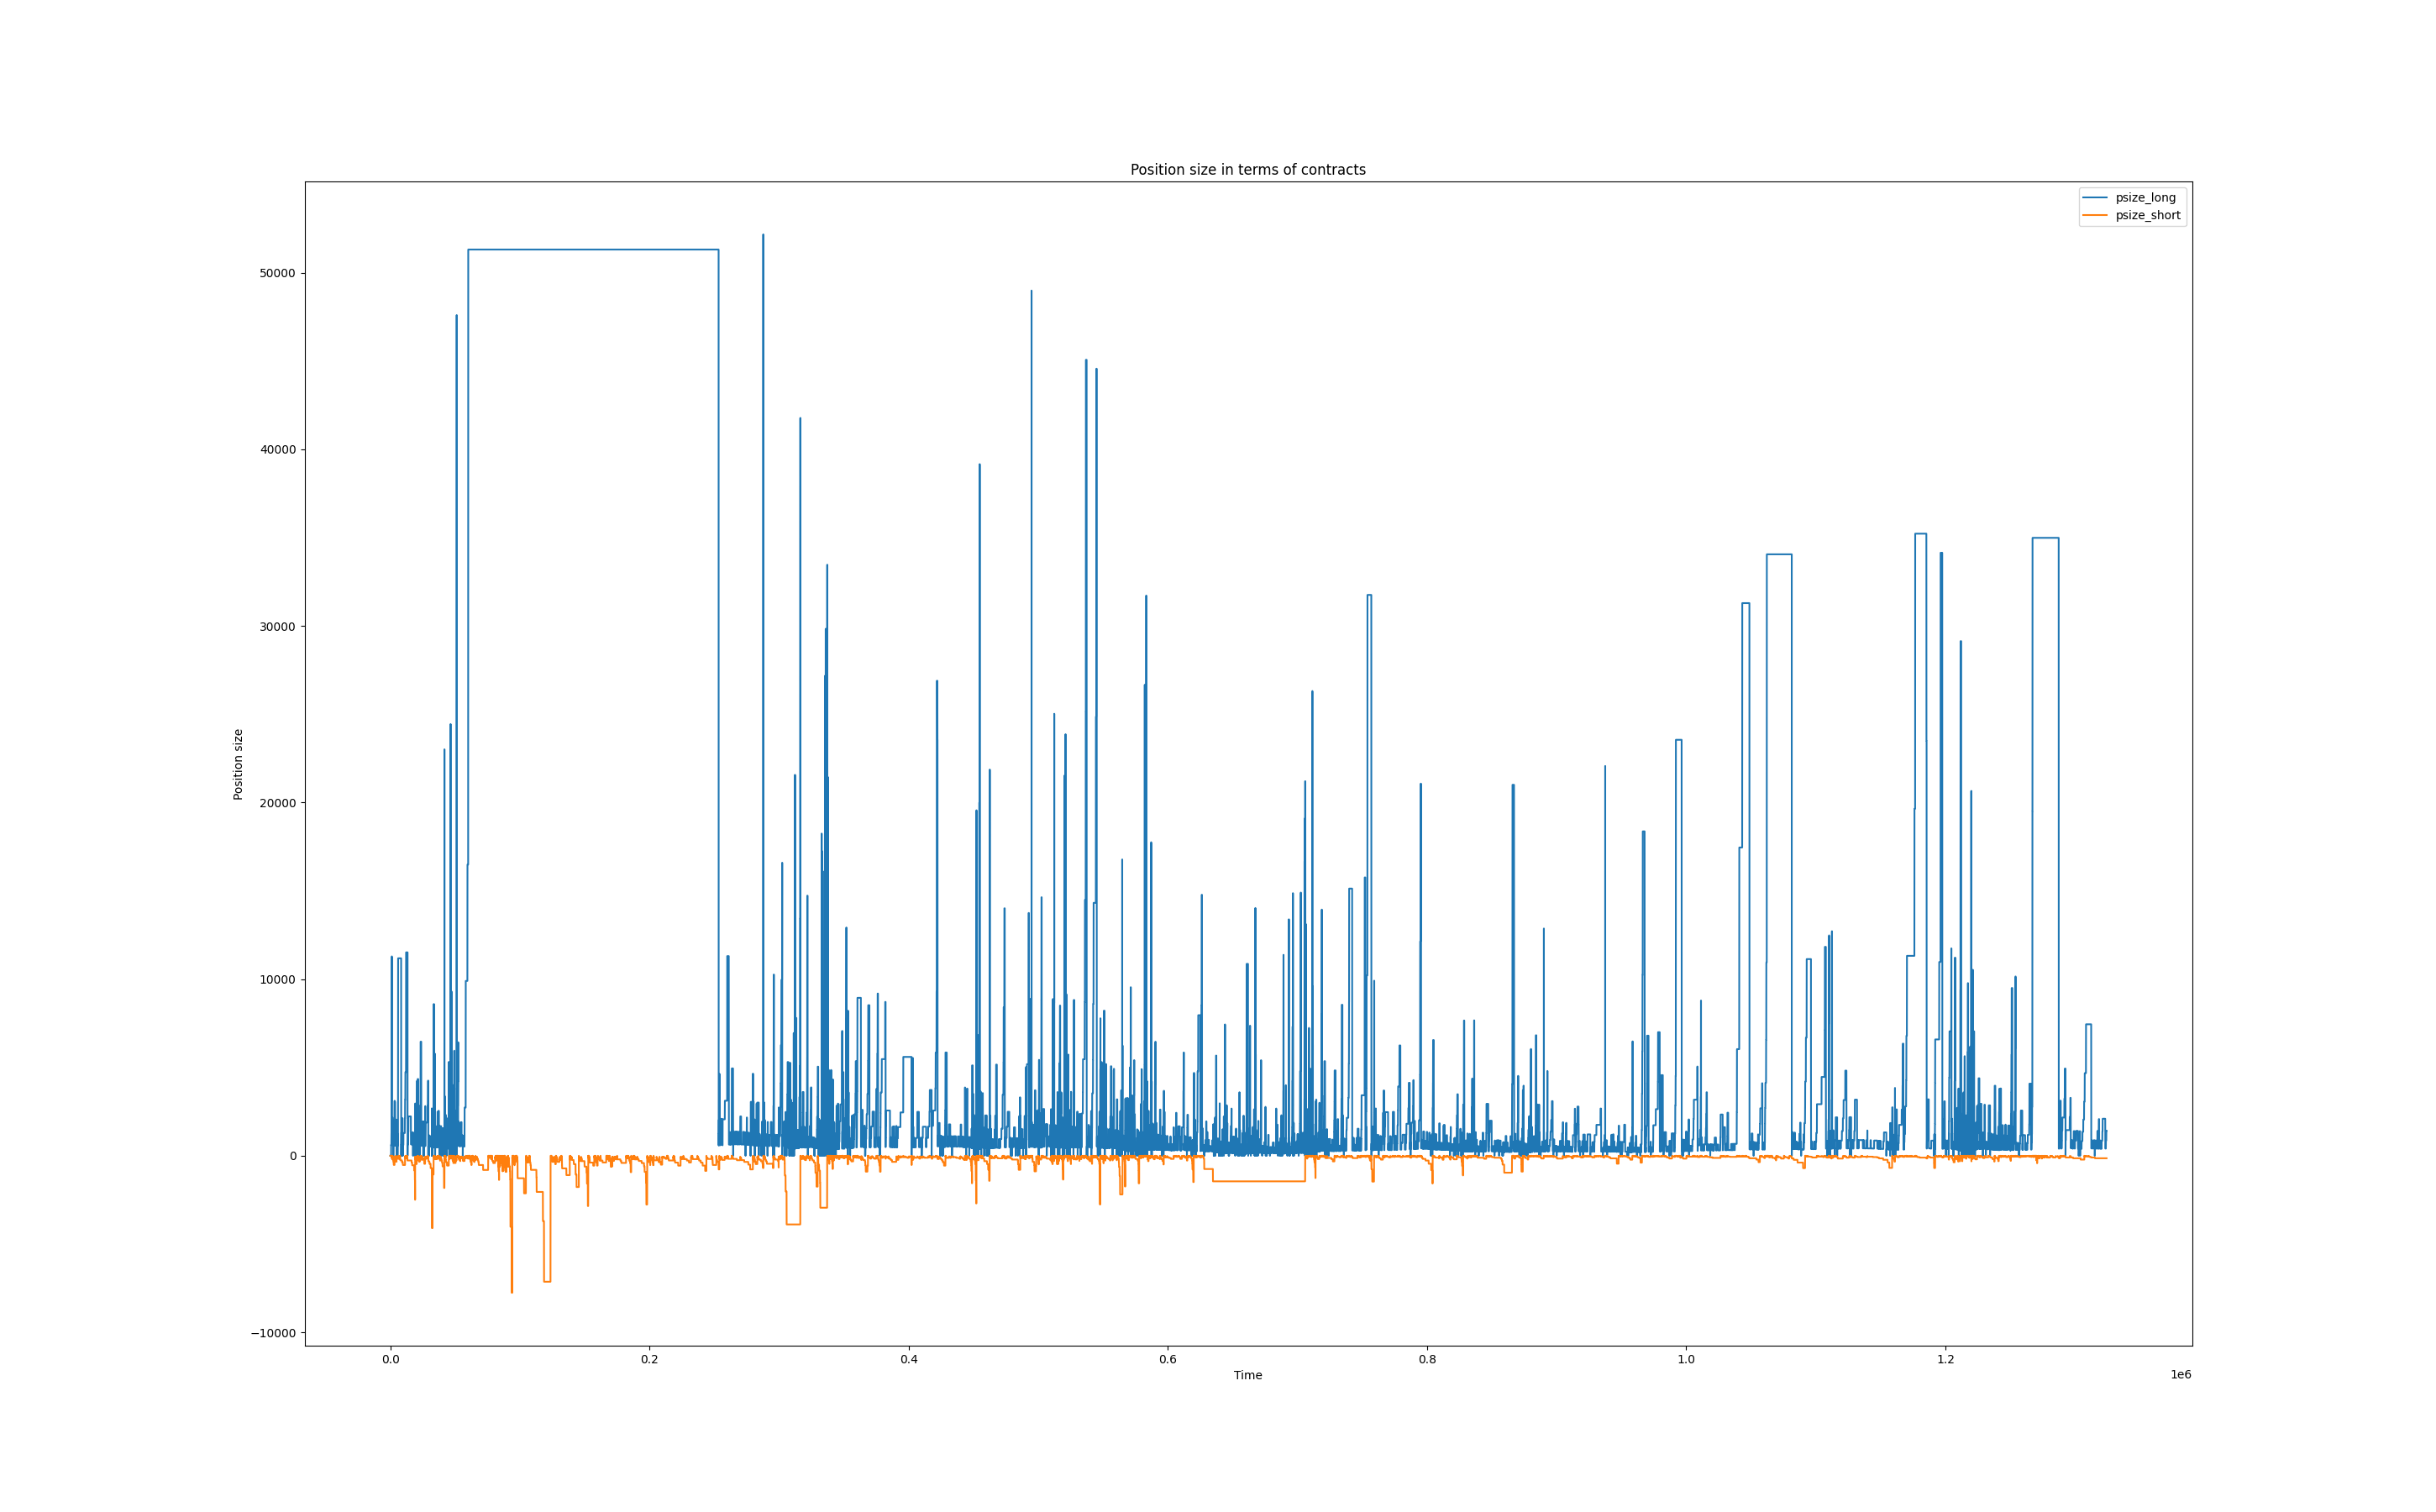 Position size in terms of contracts
psize_long
psize_short
50000
40000
30000
20000
10000
0
−10000
Position size
0.0 0.2 0.4 0.6 0.8 1.0 1.2
Time
1e6